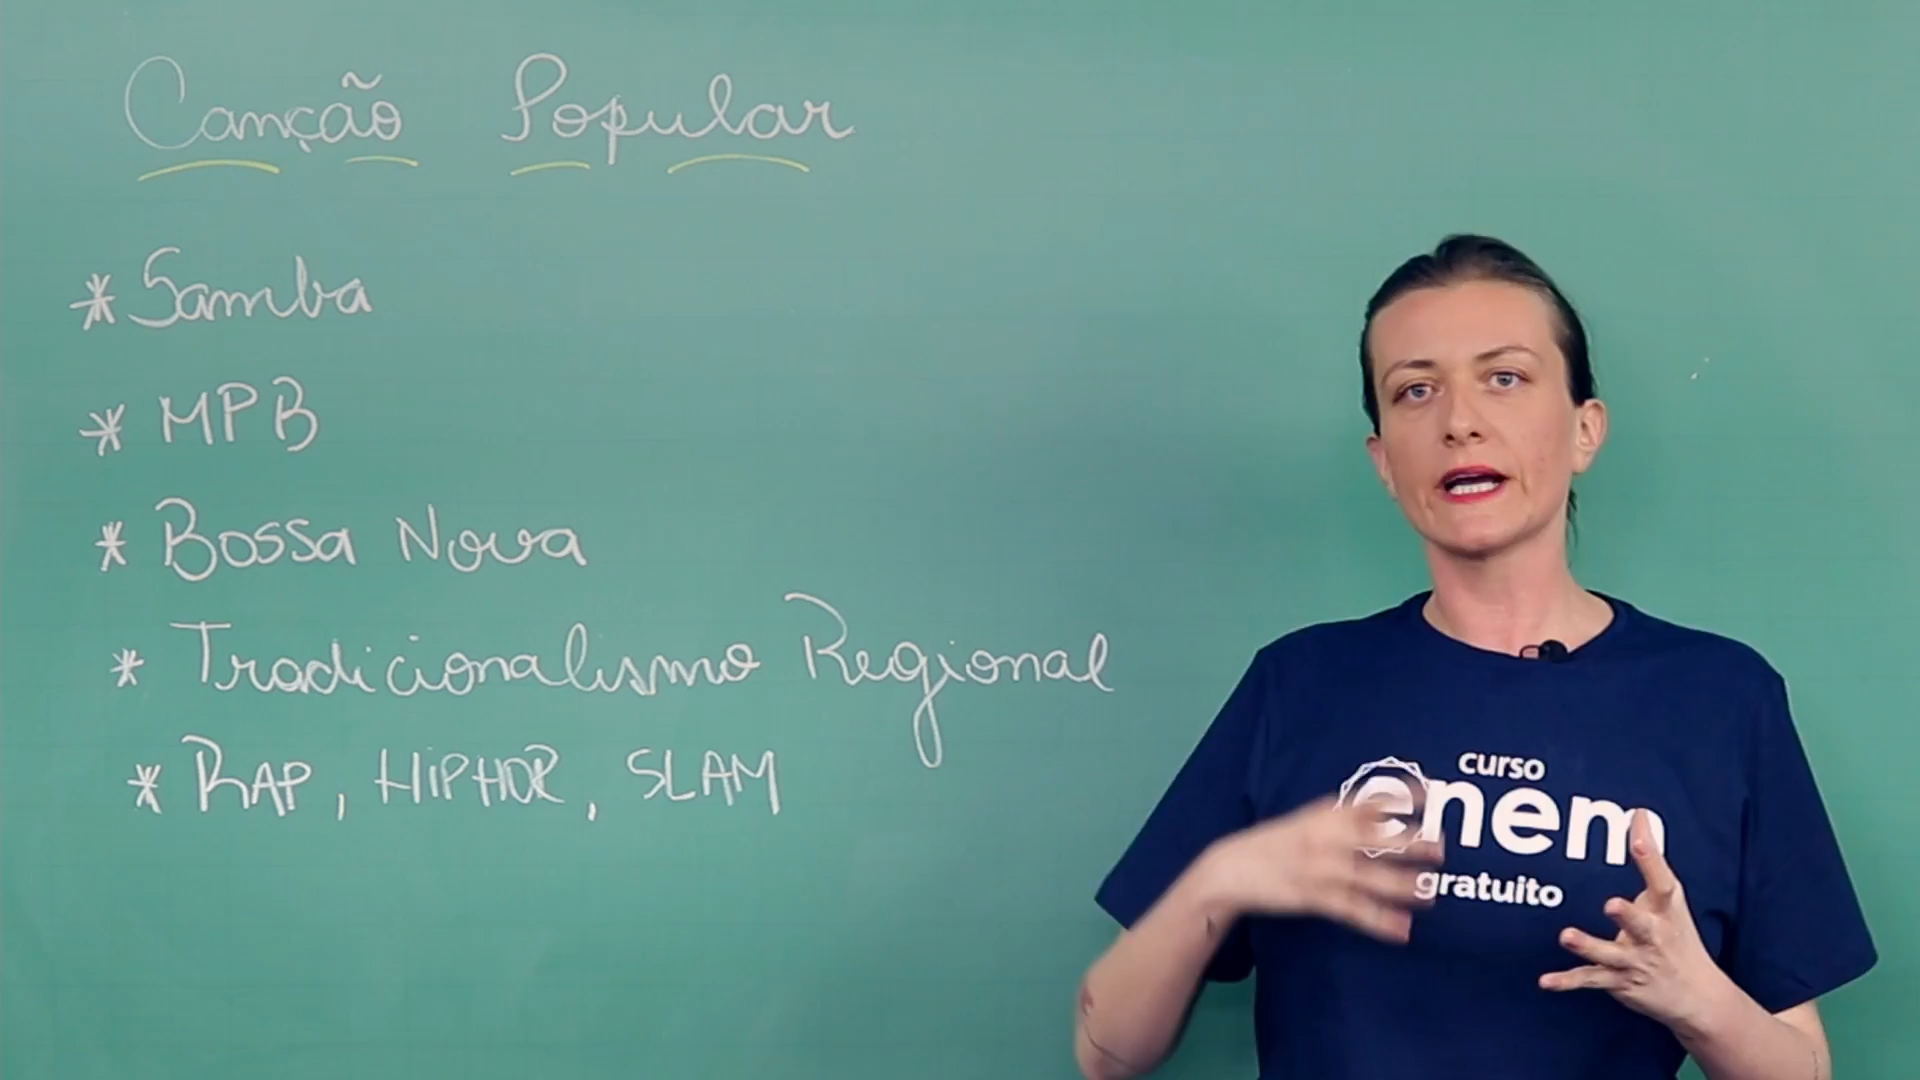 Canção Popular
* Samba
* MPB
* Bossa Nova
* Tradicionalismo Regional
* RAP, HIPHOP, SLAM
curso
enem
gratuito